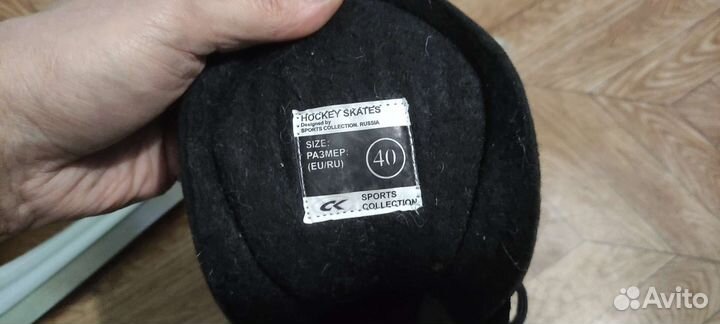 HOCKEY SKATES
Designed by
SPORTS COLLECTION. RUSSIA
SIZE:
РАЗМЕР:
(EU/RU)
40
CK SPORTS
COLLECTION
Avito